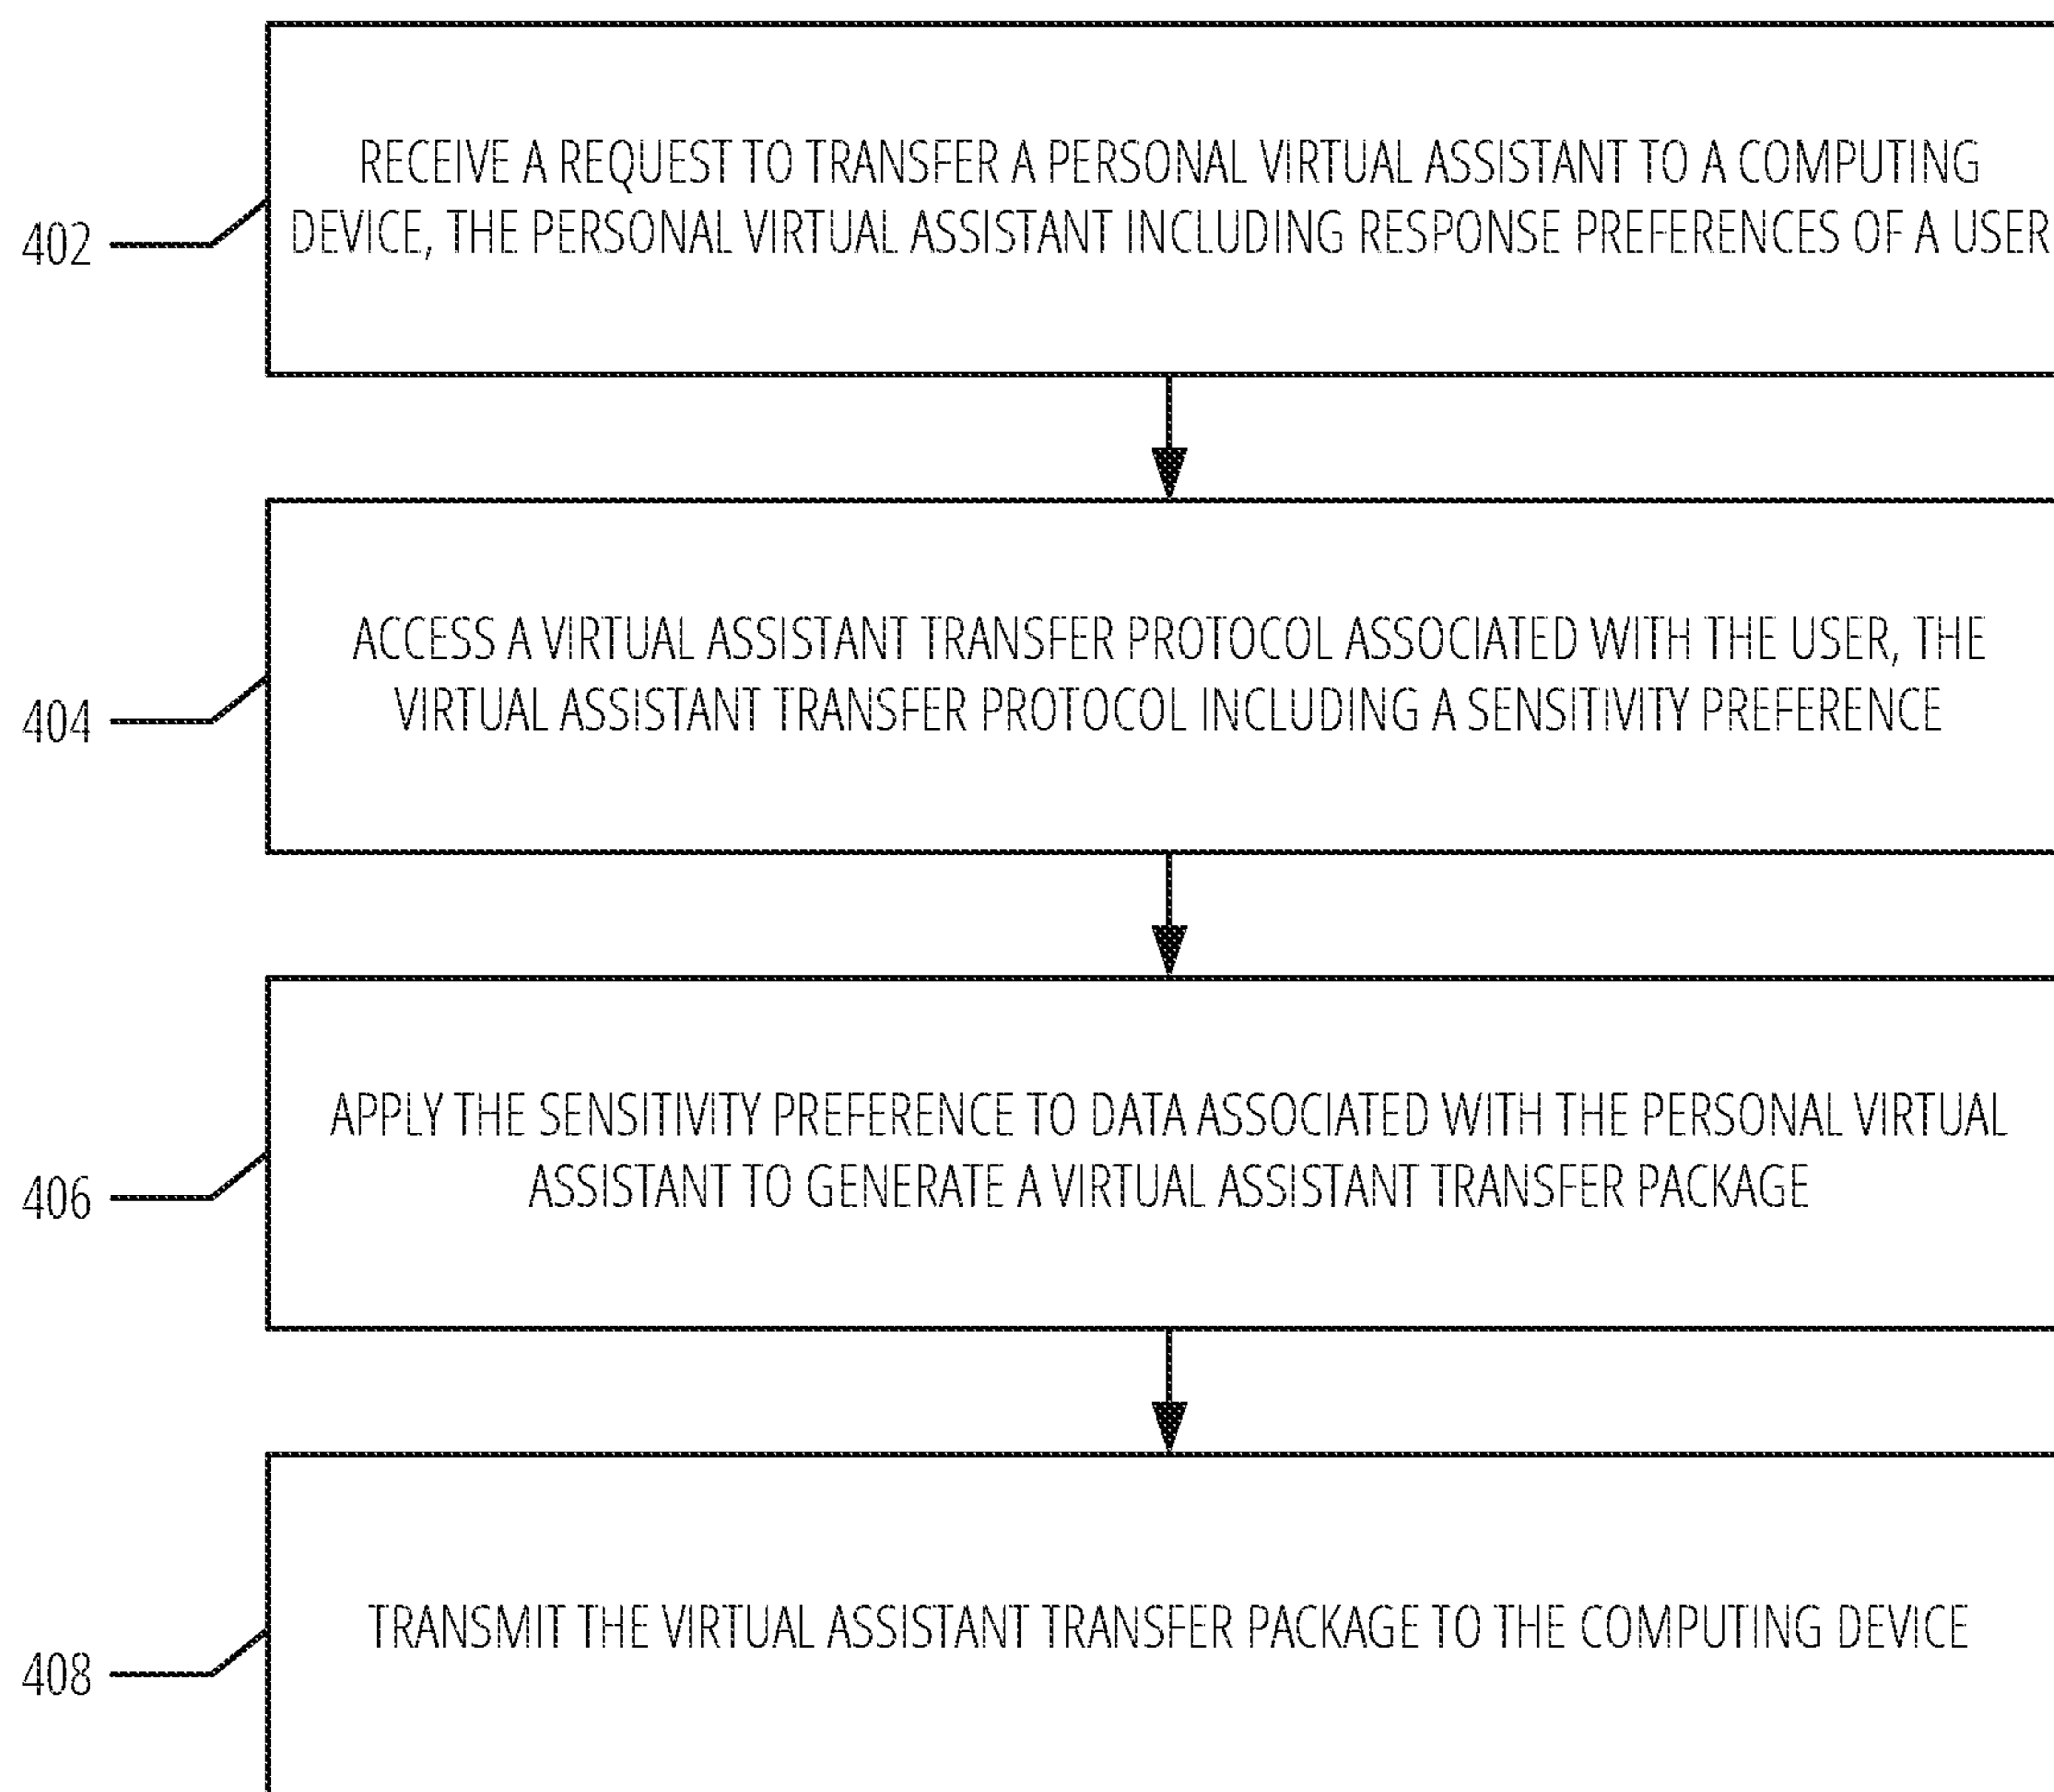 RECEIVE A REQUEST TO TRANSFER A PERSONAL VIRTUAL ASSISTANT TO A COMPUTING
DEVICE, THE PERSONAL VIRTUAL ASSISTANT INCLUDING RESPONSE PREFERENCES OF A USER
402
ACCESS A VIRTUAL ASSISTANT TRANSFER PROTOCOL ASSOCIATED WITH THE USER, THE
VIRTUAL ASSISTANT TRANSFER PROTOCOL INCLUDING A SENSITIVITY PREFERENCE
404
APPLY THE SENSITIVITY PREFERENCE TO DATA ASSOCIATED WITH THE PERSONAL VIRTUAL
ASSISTANT TO GENERATE A VIRTUAL ASSISTANT TRANSFER PACKAGE
406
TRANSMIT THE VIRTUAL ASSISTANT TRANSFER PACKAGE TO THE COMPUTING DEVICE
408